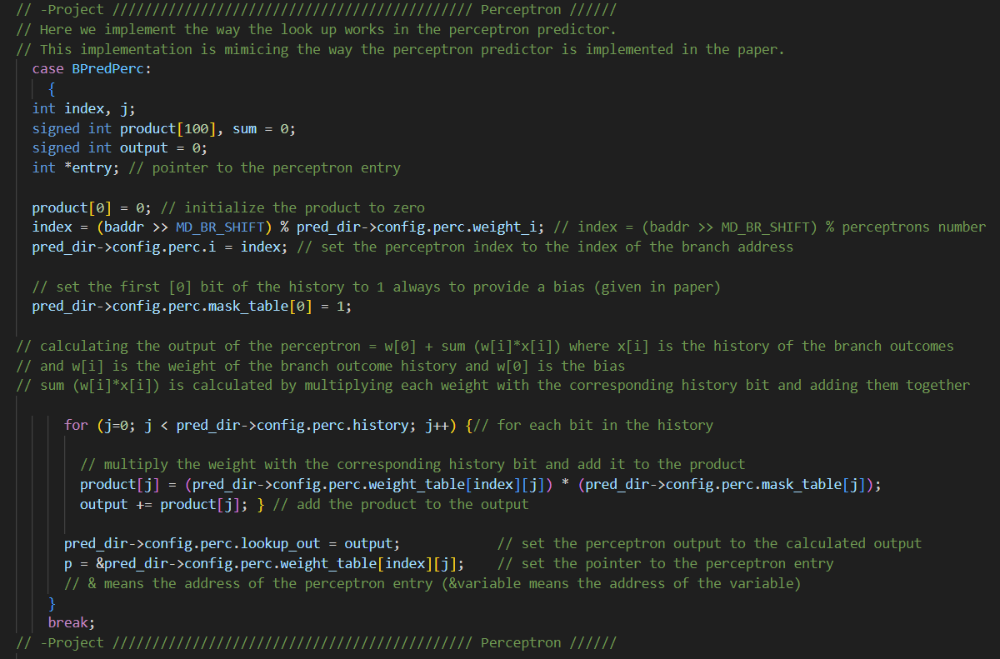 // -Project ///////////////////////////////////////////// Perceptron //////
// Here we implement the way the look up works in the perceptron predictor.
// This implementation is mimicing the way the perceptron predictor is implemented in the paper.
case BPredPerc:
{
int index, j;
signed int product[100], sum = 0;
signed int output = 0;
int *entry; // pointer to the perceptron entry
product[0] = 0; // initialize the product to zero
index = (baddr >> MD_BR_SHIFT) % pred_dir->config.perc.weight_i; // index = (baddr >> MD_BR_SHIFT) % perceptrons number
pred_dir->config.perc.i = index; // set the perceptron index to the index of the branch address
// set the first [0] bit of the history to 1 always to provide a bias (given in paper)
pred_dir->config.perc.mask_table[0] = 1;
// calculating the output of the perceptron = w[0] + sum (w[i]*x[i]) where x[i] is the history of the branch outcomes
// and w[i] is the weight of the branch outcome history and w[0] is the bias
// sum (w[i]*x[i]) is calculated by multiplying each weight with the corresponding history bit and adding them together
for (j=0; j < pred_dir->config.perc.history; j++) {// for each bit in the history
// multiply the weight with the corresponding history bit and add it to the product
product[j] = (pred_dir->config.perc.weight_table[index][j]) * (pred_dir->config.perc.mask_table[j]);
output += product[j]; } // add the product to the output
pred_dir->config.perc.lookup_out = output; // set the perceptron output to the calculated output
p = &pred_dir->config.perc.weight_table[index][j]; // set the pointer to the perceptron entry
// & means the address of the perceptron entry (&variable means the address of the variable)
}
break;
// -Project ///////////////////////////////////////////// Perceptron //////